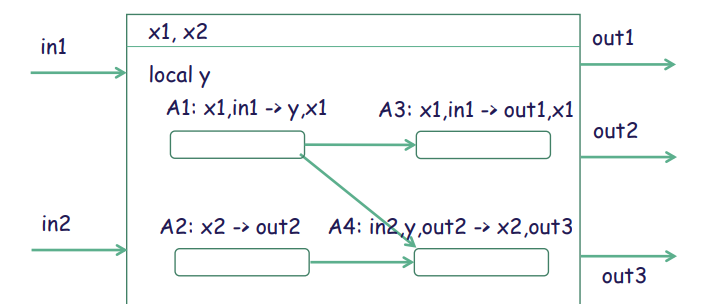 x1, x2
in1
out1
local y
A1: x1,in1 -> y,x1
A3: x1,in1 -> out1,x1
out2
in2
A2: x2 -> out2
A4: in2,y,out2 -> x2,out3
out3